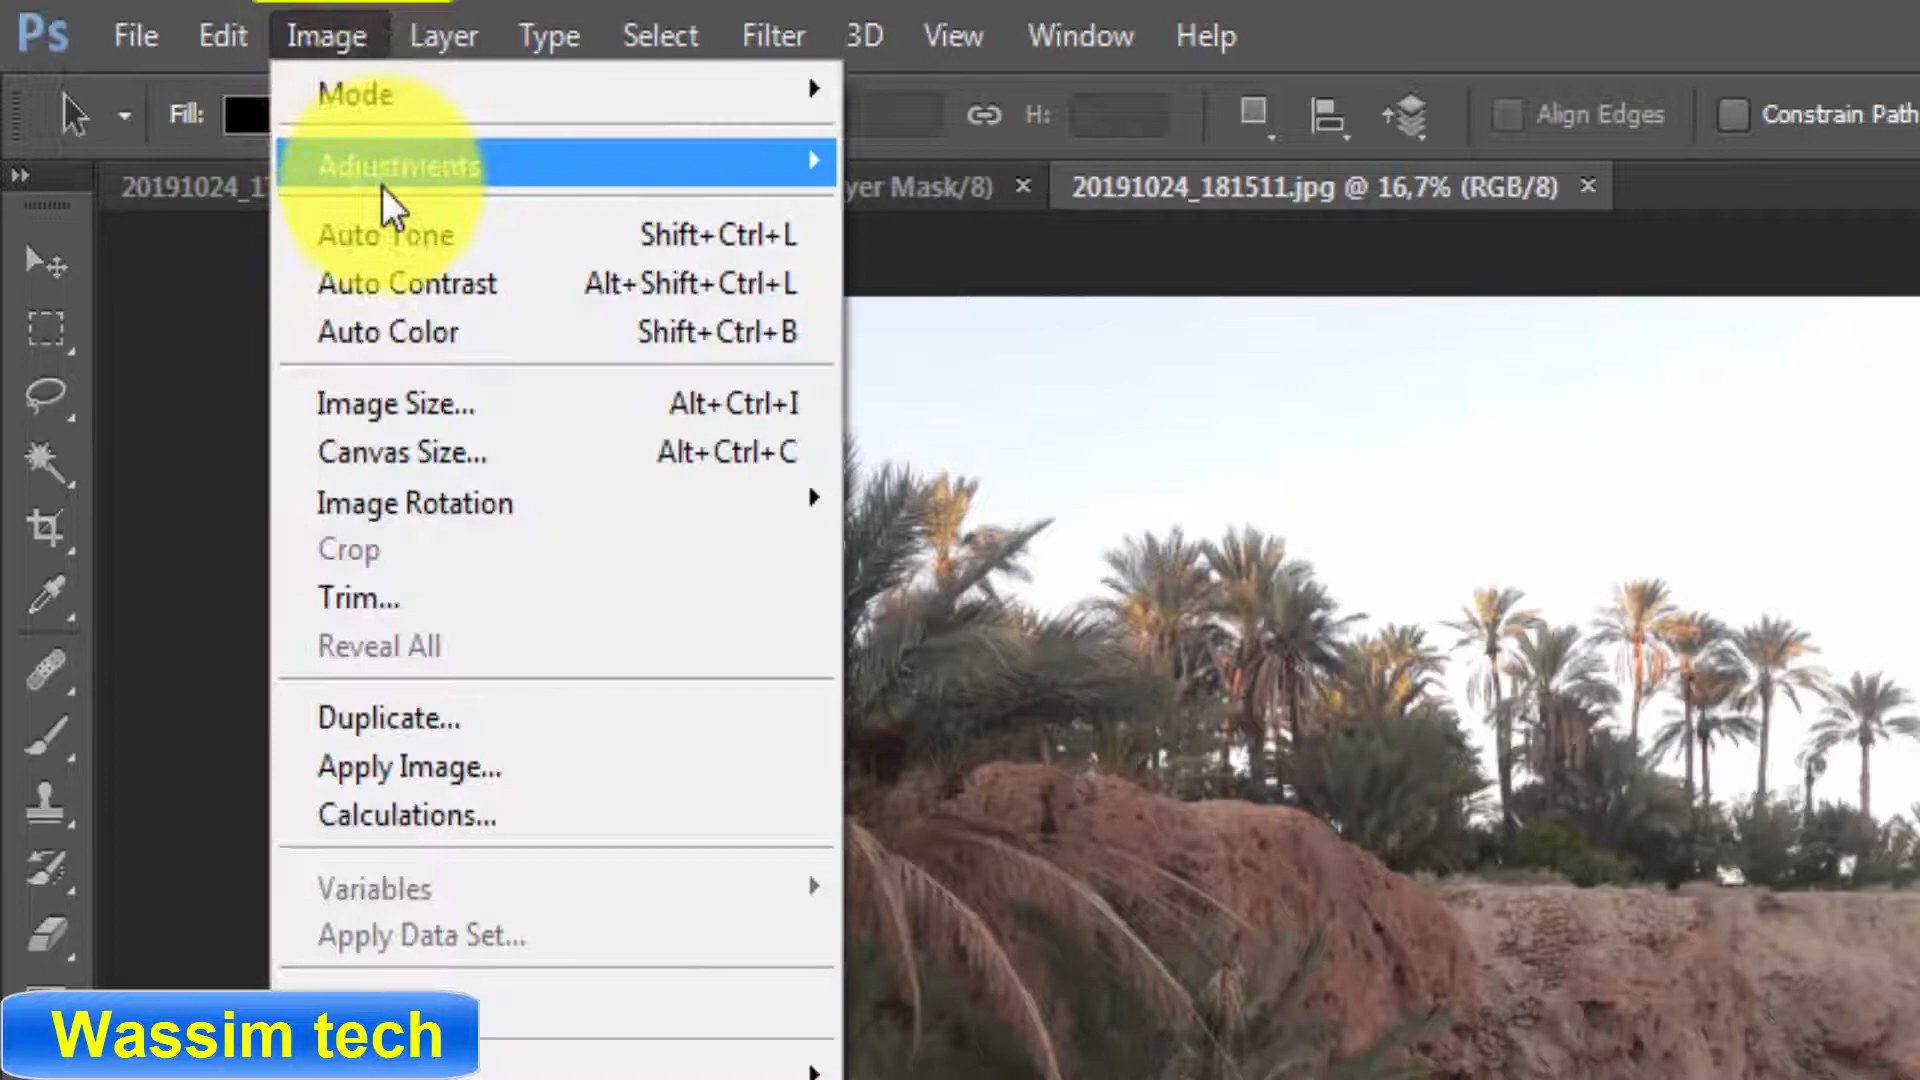 Ps File Edit Image Layer Type Select Filter 3D View Window Help
Fill: H: Align Edges Constrain Path
20191024_1 yer Mask/8) × 20191024_181511.jpg @ 16,7% (RGB/8) ×
Mode
Adjustments
Auto Tone Shift+Ctrl+L
Auto Contrast Alt+Shift+Ctrl+L
Auto Color Shift+Ctrl+B
Image Size... Alt+Ctrl+I
Canvas Size... Alt+Ctrl+C
Image Rotation
Crop
Trim...
Reveal All
Duplicate...
Apply Image...
Calculations...
Variables
Apply Data Set...
Wassim tech